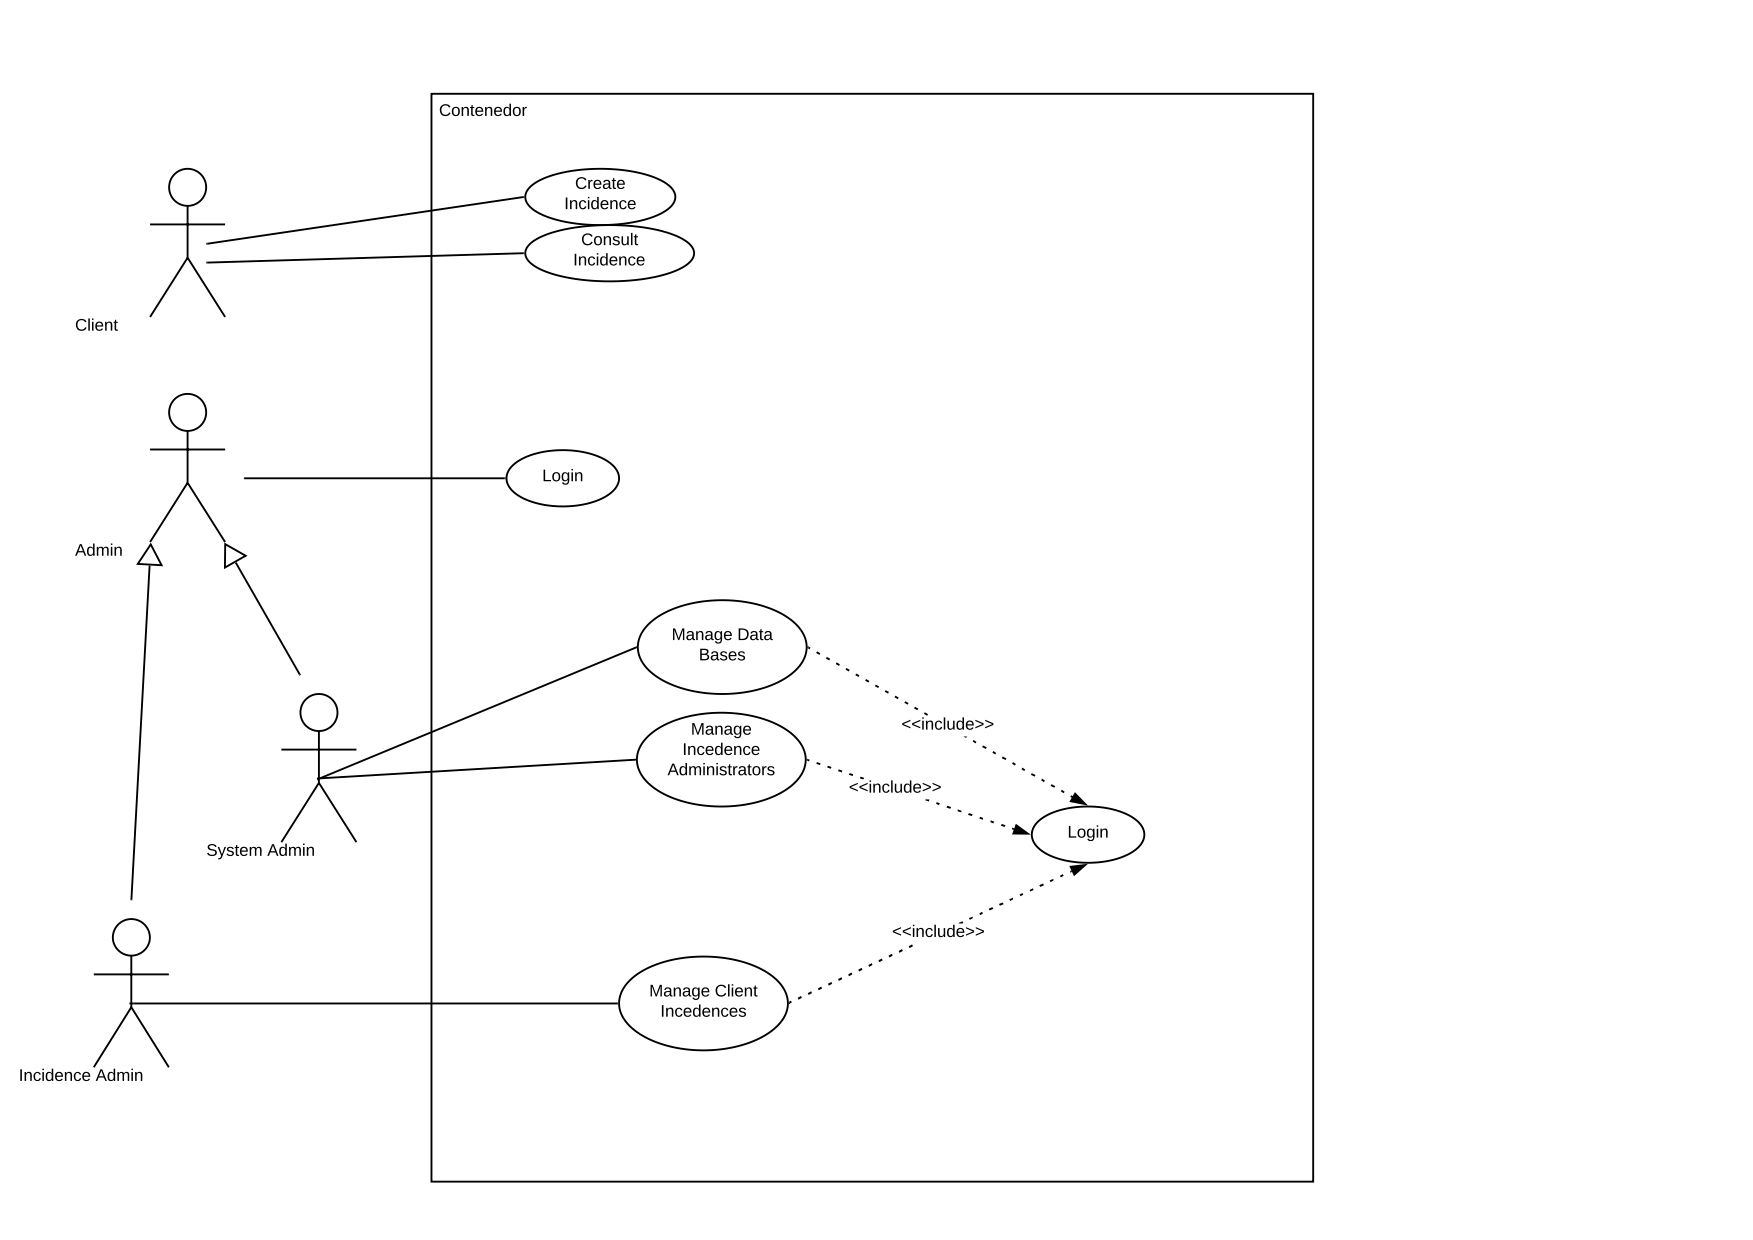 Contenedor
Create
Incidence
Consult
Incidence
Client
Login
Admin
Manage Data
Bases
<<include>>
Manage
Incedence
Administrators
<<include>>
Login
System Admin
<<include>>
Manage Client
Incedences
Incidence Admin